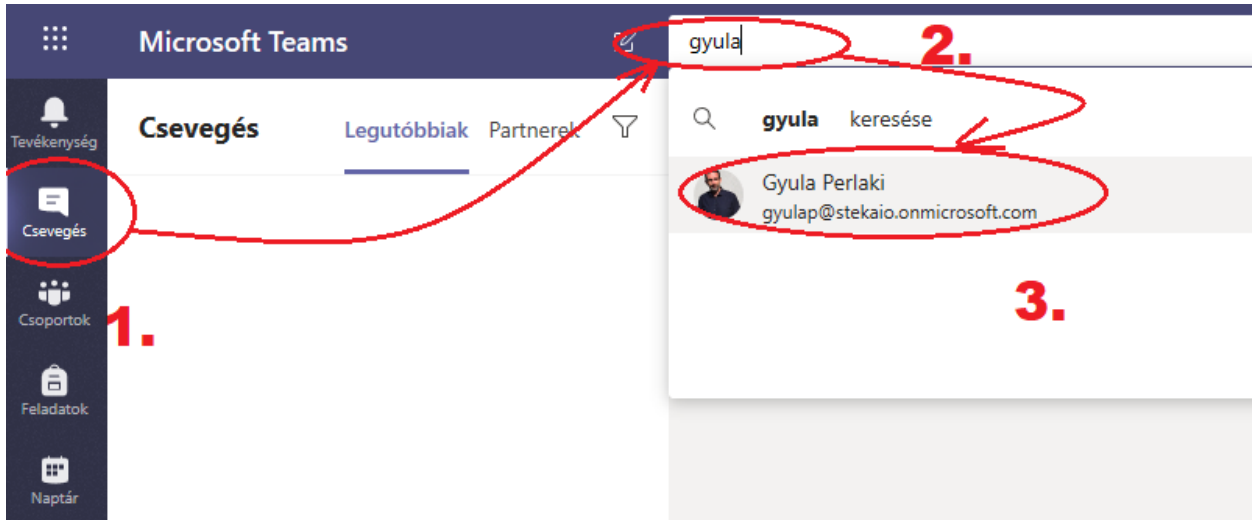 Microsoft Teams
gyula
2.
Tevékenység
Csevegés
Legutóbbiak Partnerek
gyula keresése
Gyula Perlaki
gyulap@stekaio.onmicrosoft.com
Csevegés
1.
3.
Csoportok
Feladatok
Naptár